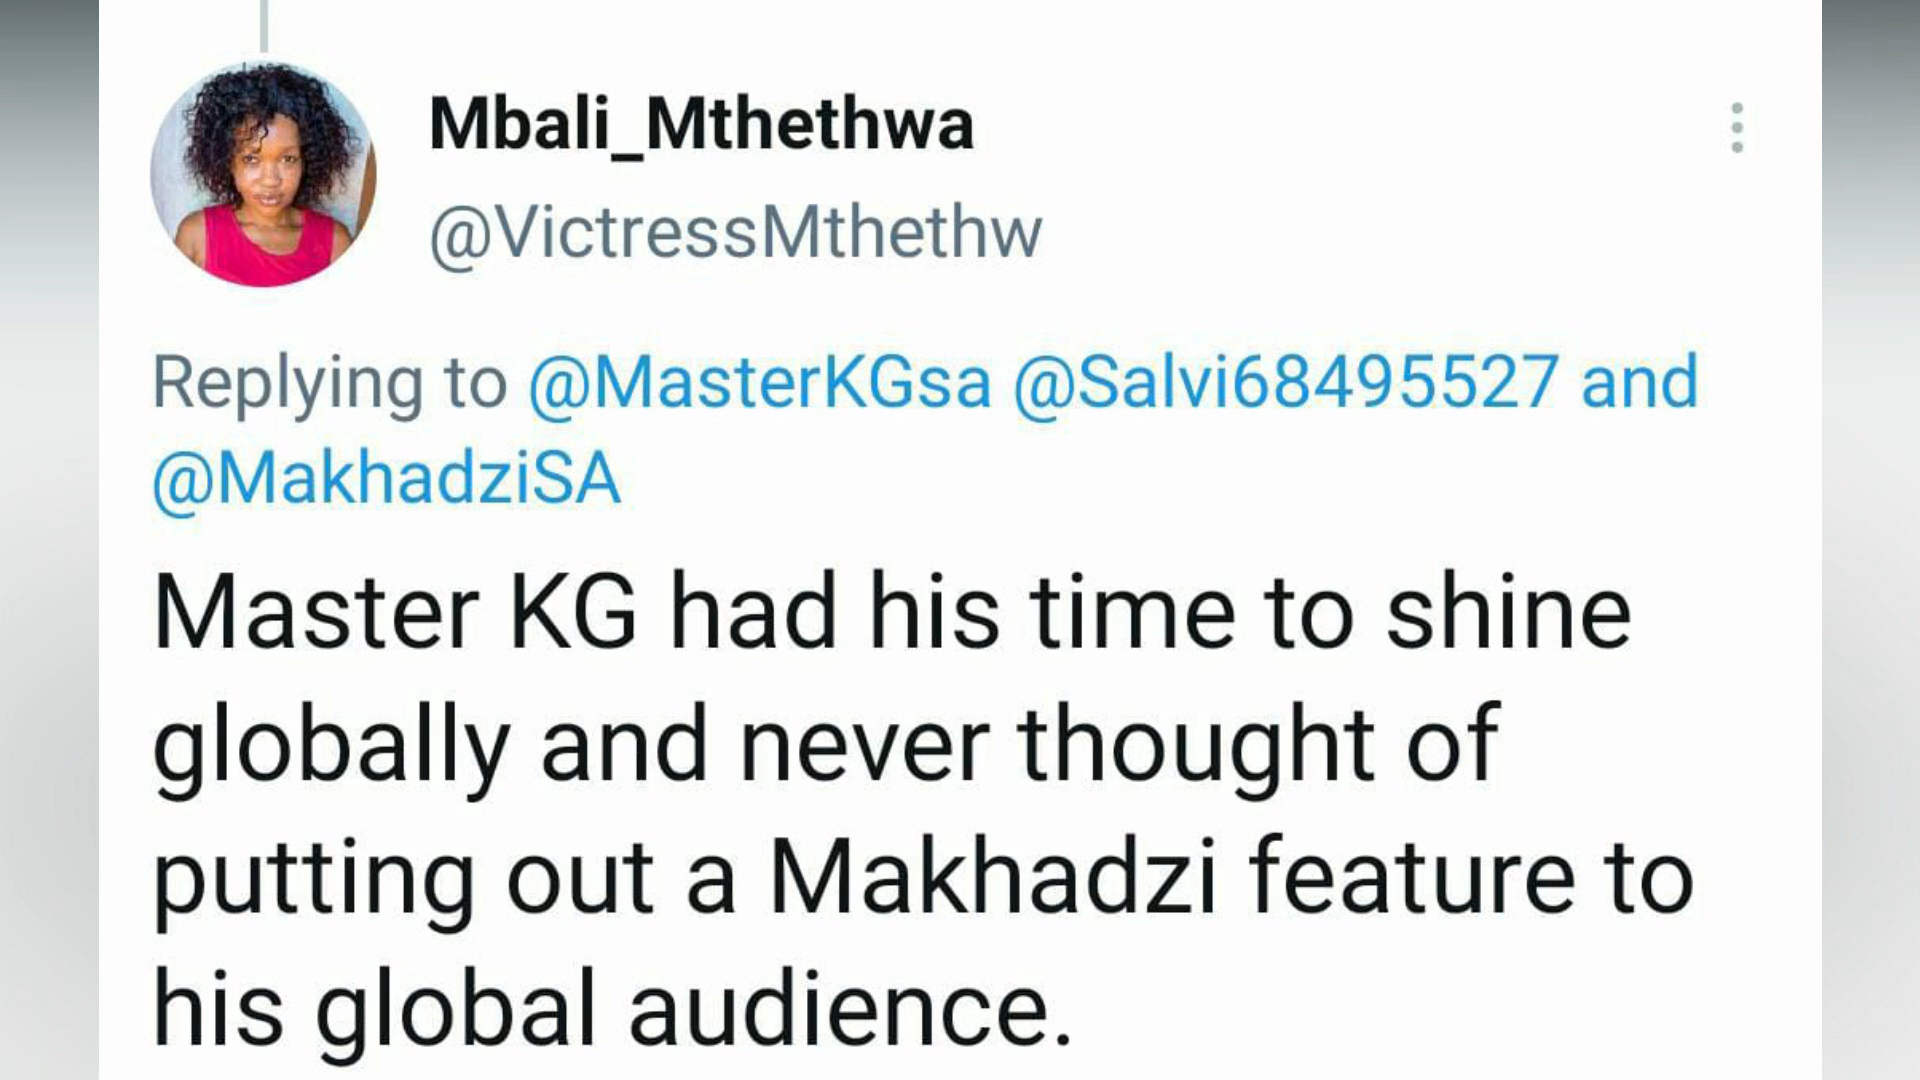 Mbali_Mthethwa
@VictressMthethw
Replying to @MasterKGsa @Salvi68495527 and
@MakhadziSA
Master KG had his time to shine
globally and never thought of
putting out a Makhadzi feature to
his global audience.